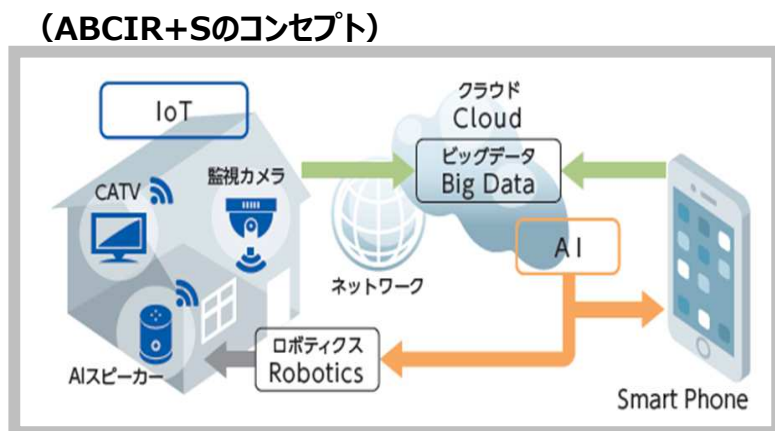 （ABCIR+Sのコンセプト）
IoT
CATV
監視カメラ
AIスピーカー
クラウド
Cloud
ビッグデータ
Big Data
ネットワーク
AI
ロボティクス
Robotics
Smart Phone